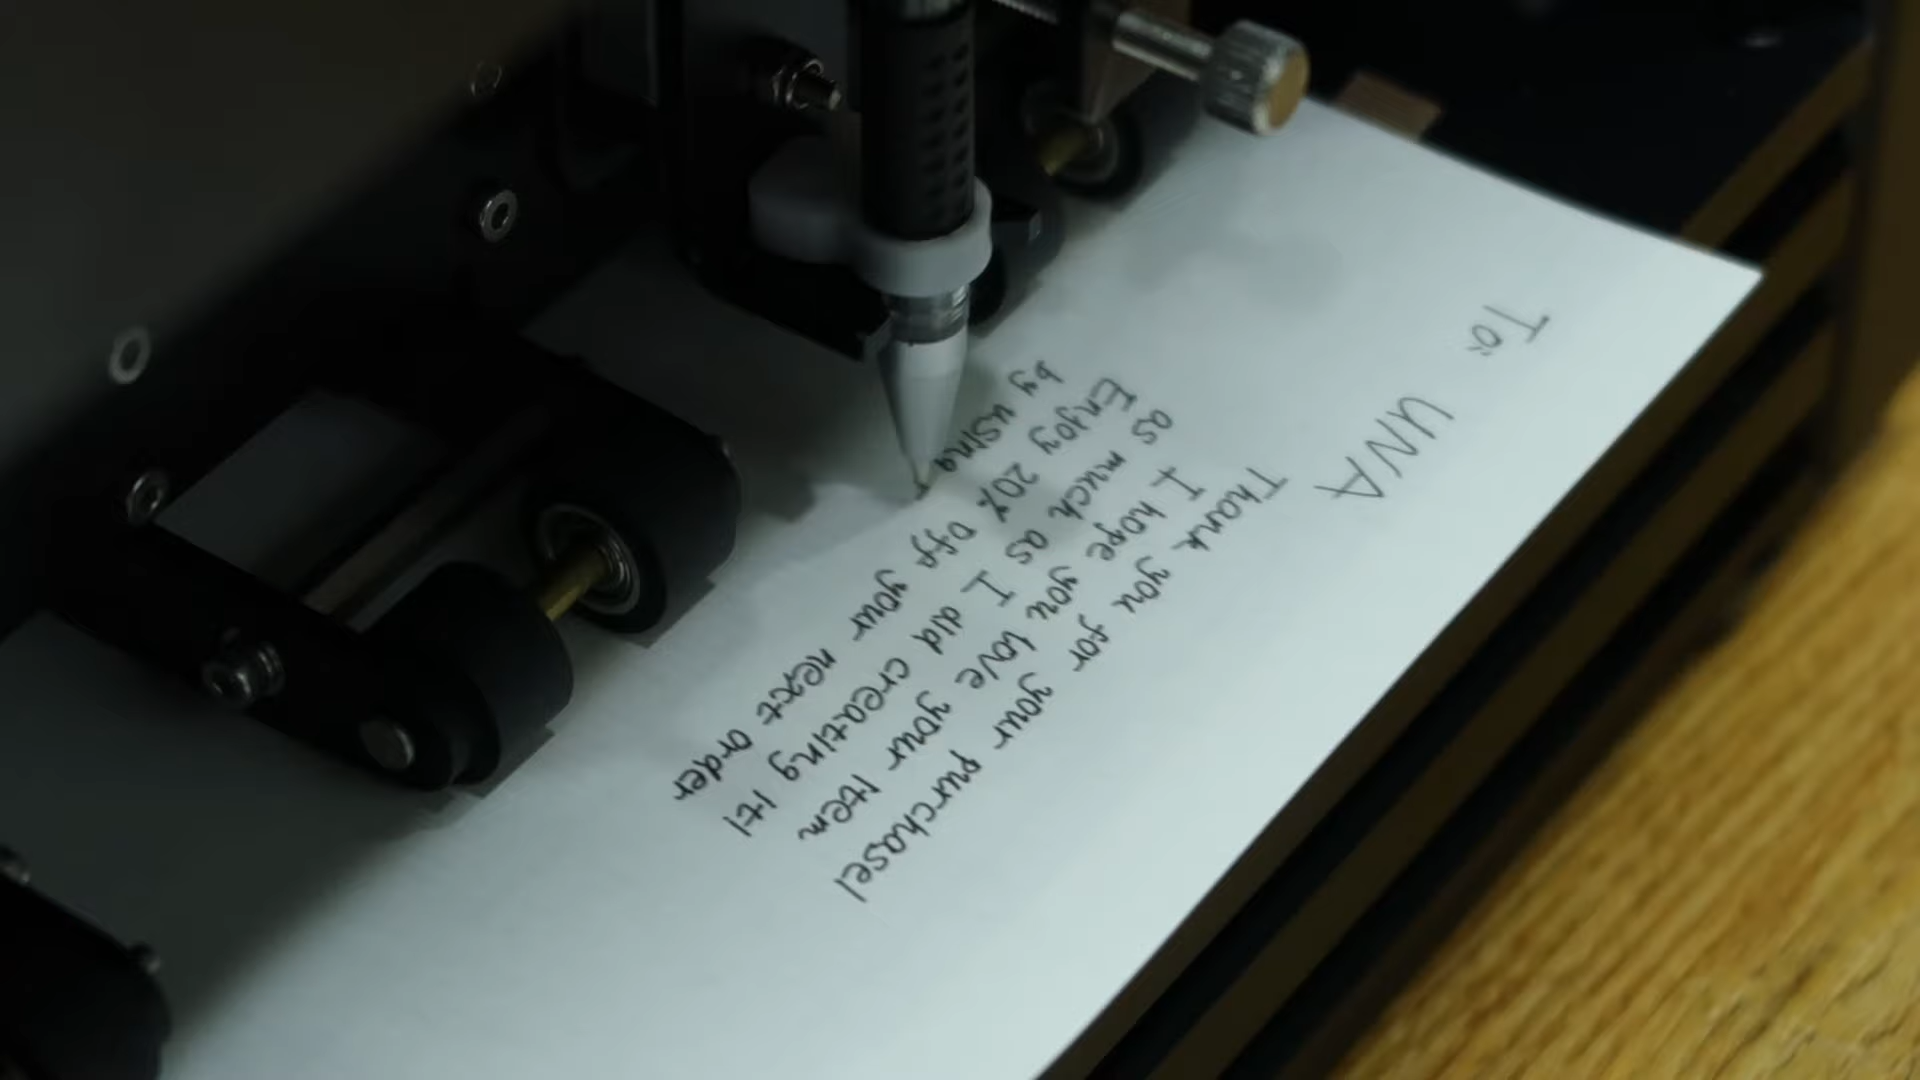 To: UNA
Thank you for your purchase!
I hope you love your item
as much as I did creating it!
Enjoy 20% off your next order
by using